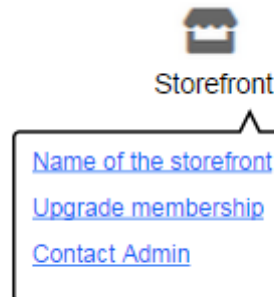 Storefront
Name of the storefront
Upgrade membership
Contact Admin